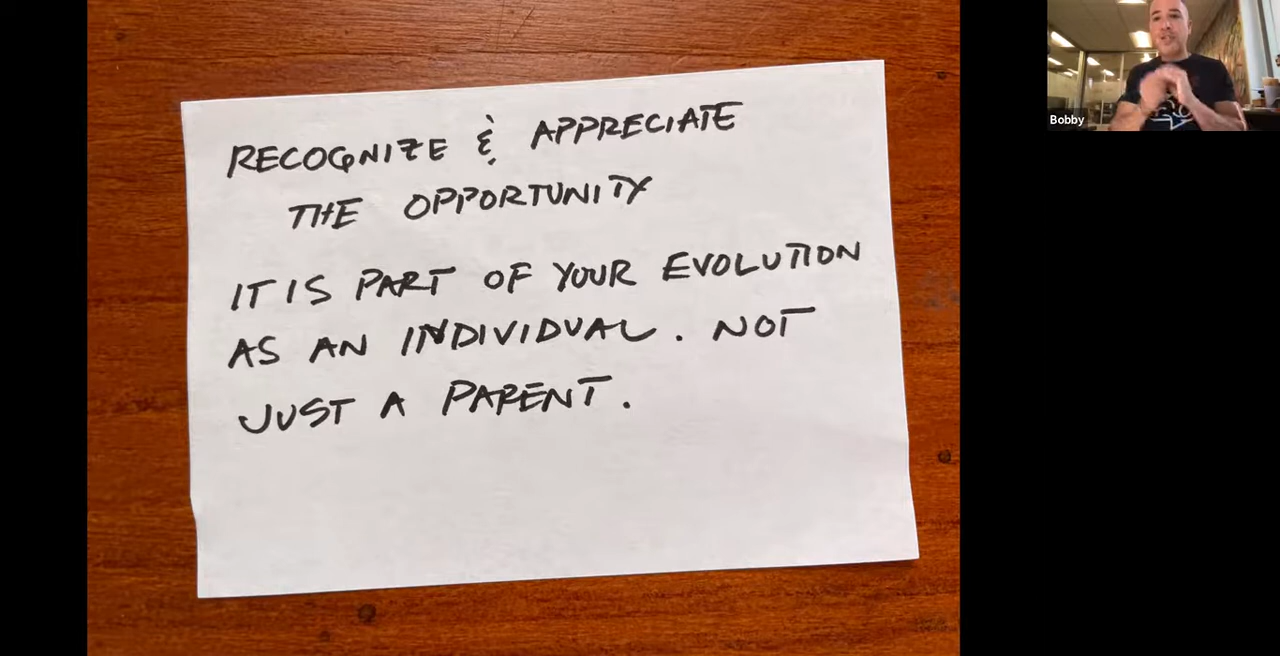 RECOGNIZE & APPRECIATE
THE OPPORTUNITY
IT IS PART OF YOUR EVOLUTION
AS AN INDIVIDUAL. NOT
JUST A PARENT.
Bobby